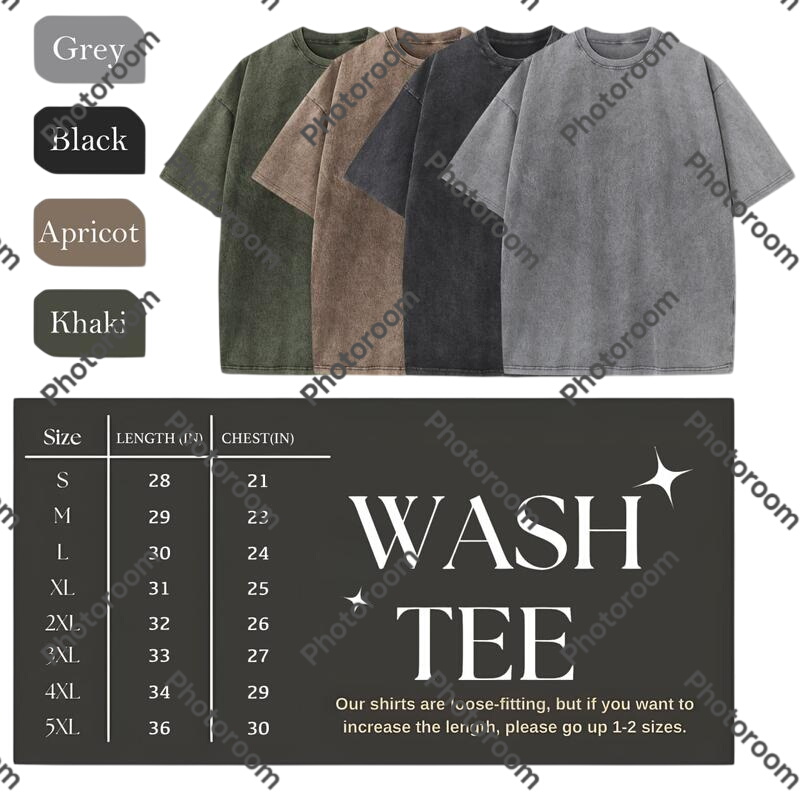 Grey
Black
Apricot
Khaki
Size LENGTH (IN) CHEST(IN)
S 28 21
M 29 23
L 30 24
XL 31 25
2XL 32 26
3XL 33 27
4XL 34 29
5XL 36 30
WASH
TEE
Our shirts are loose-fitting, but if you want to
increase the length, please go up 1-2 sizes.
Photoroom